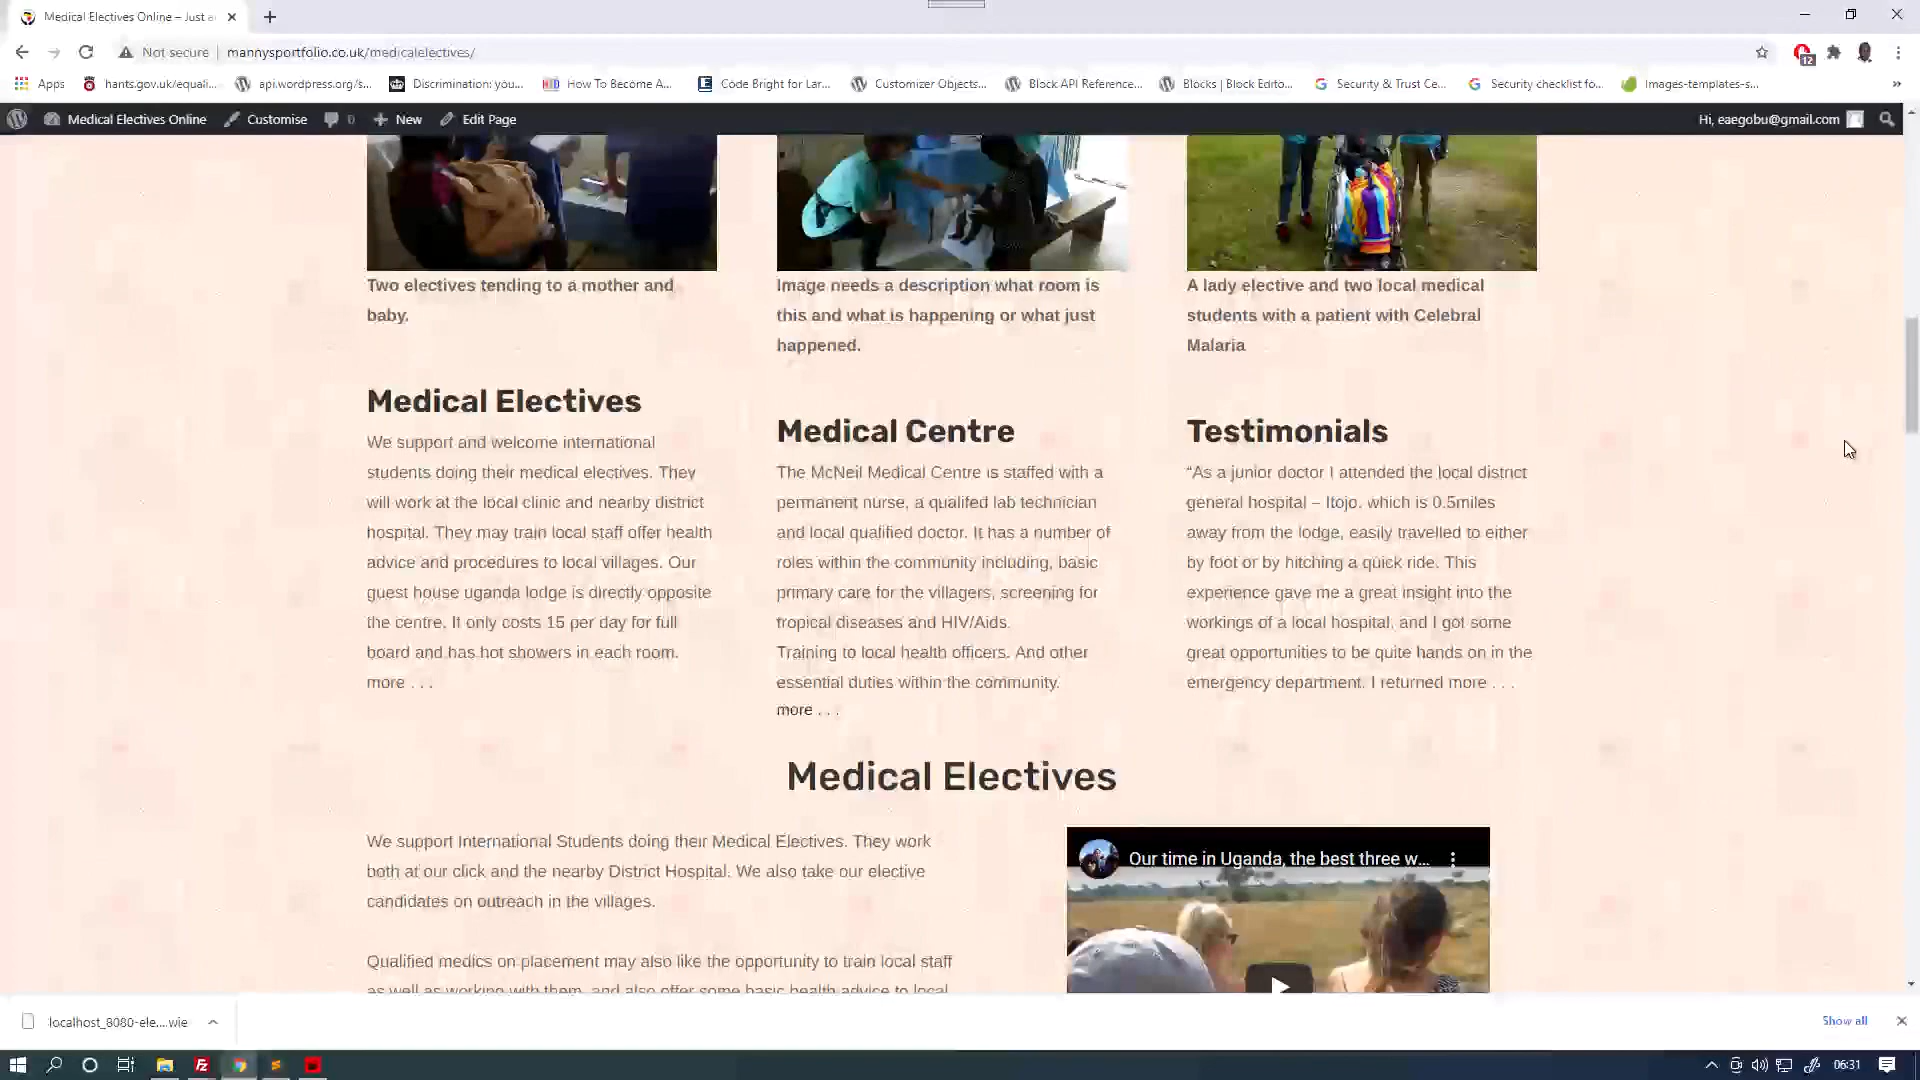 Medical Electives Online – Just a
Not secure
mannysportfolio.co.uk/medicalelectives/
12
Apps
hants.gov.uk/equali...
api.wordpress.org/s...
Discrimination: you...
How To Become A...
Code Bright for Lar...
Customizer Objects...
Block API Reference...
Blocks | Block Edito...
Security & Trust Ce...
Security checklist fo...
Images-templates-s...
Medical Electives Online
Customise
0
New
Edit Page
Hi, eaegobu@gmail.com
Two electives tending to a mother and
baby.
Medical Electives
We support and welcome international
students doing their medical electives. They
will work at the local clinic and nearby district
hospital. They may train local staff offer health
advice and procedures to local villages. Our
guest house uganda lodge is directly opposite
the centre. It only costs 15 per day for full
board and has hot showers in each room.
more . . .
Image needs a description what room is
this and what is happening or what just
happened.
Medical Centre
The McNeil Medical Centre is staffed with a
permanent nurse, a qualifed lab technician
and local qualified doctor. It has a number of
roles within the community including, basic
primary care for the villagers, screening for
tropical diseases and HIV/Aids.
Training to local health officers. And other
essential duties within the community.
more . . .
A lady elective and two local medical
students with a patient with Celebral
Malaria
Testimonials
“As a junior doctor I attended the local district
general hospital – Itojo. which is 0.5miles
away from the lodge, easily travelled to either
by foot or by hitching a quick ride. This
experience gave me a great insight into the
workings of a local hospital, and I got some
great opportunities to be quite hands on in the
emergency department. I returned more . . .
Medical Electives
We support International Students doing their Medical Electives. They work
both at our click and the nearby District Hospital. We also take our elective
candidates on outreach in the villages.
Qualified medics on placement may also like the opportunity to train local staff
as well as working with them, and also offer some basic health advice to local
Our time in Uganda, the best three w...
localhost_8080-ele....wie
Show all
06:31